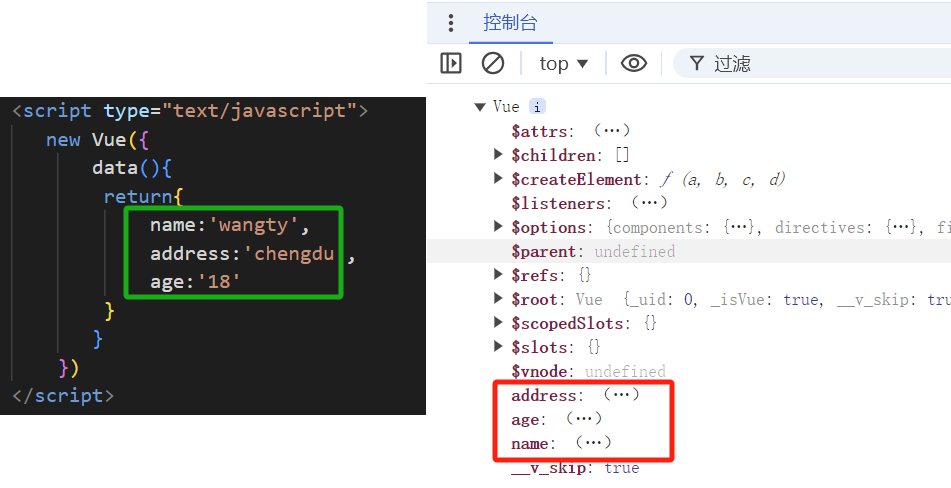 <script type="text/javascript">
new Vue({
data(){
return{
name:'wangty',
address:'chengdu ,
age:'18'
}
}
})
</script>
控制台
top ▼
过滤
▼ Vue i
$attrs: (…)
▶ $children: []
▶ $createElement: ƒ (a, b, c, d)
$listeners: (…)
▶ $options: {components: {…}, directives: {…}, fi
$parent: undefined
▶ $refs: {}
▶ $root: Vue {_uid: 0, _isVue: true, __v_skip: tru
▶ $scopedSlots: {}
▶ $slots: {}
$vnode: undefined
address: (…)
age: (…)
name: (…)
__v_skip: true